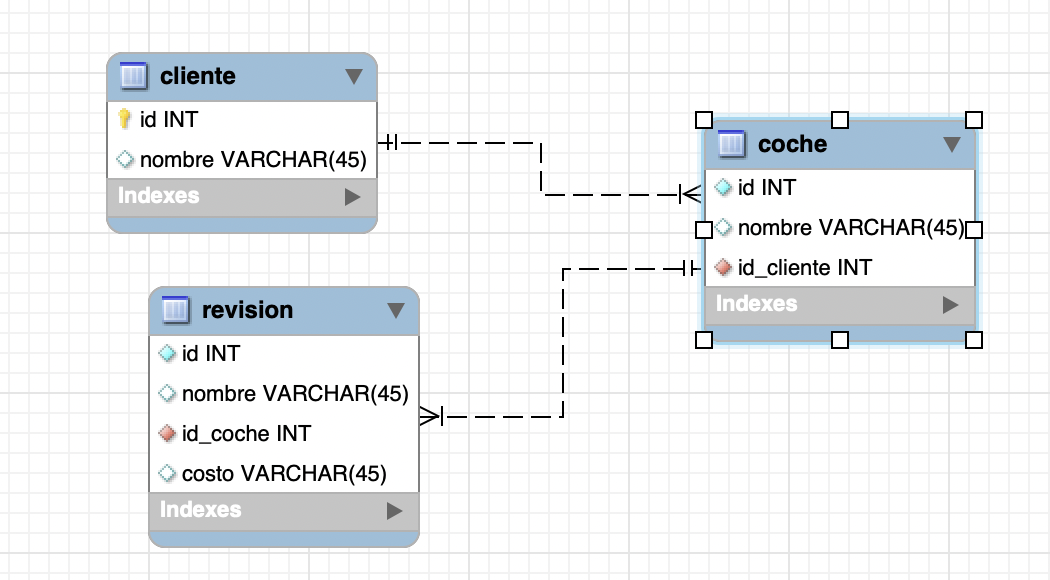 cliente
id INT
nombre VARCHAR(45)
Indexes
coche
id INT
nombre VARCHAR(45)
id_cliente INT
Indexes
revision
id INT
nombre VARCHAR(45)
id_coche INT
costo VARCHAR(45)
Indexes